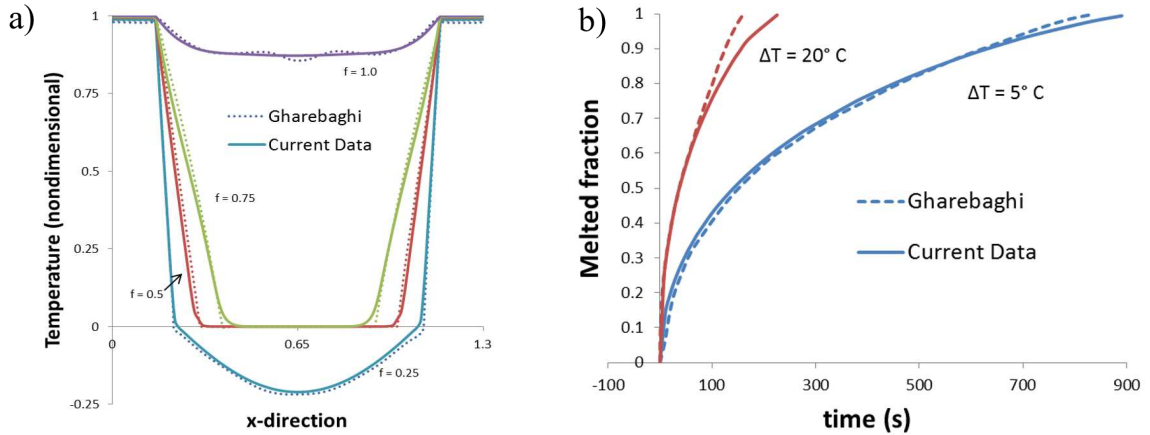 a)
1
0.75
0.5
0.25
0
-0.25
Temperature (nondimensional)
f = 1.0
Gharebaghi
Current Data
f = 0.75
f = 0.5
f = 0.25
0
0.65
1.3
x-direction
b)
1
0.9
0.8
0.7
0.6
0.5
0.4
0.3
0.2
0.1
0
Melted fraction
ΔT = 20° C
ΔT = 5° C
Gharebaghi
Current Data
-100
100
300
500
700
900
time (s)